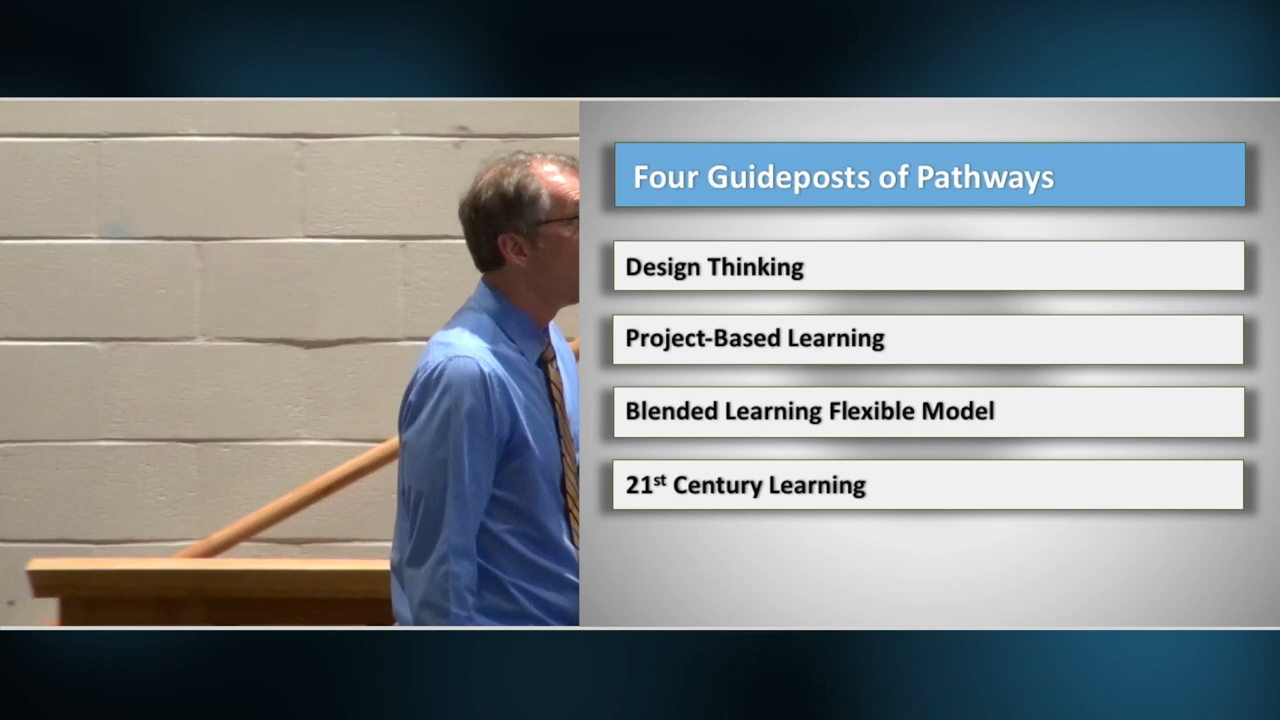 Four Guideposts of Pathways
Design Thinking
Project-Based Learning
Blended Learning Flexible Model
21st Century Learning